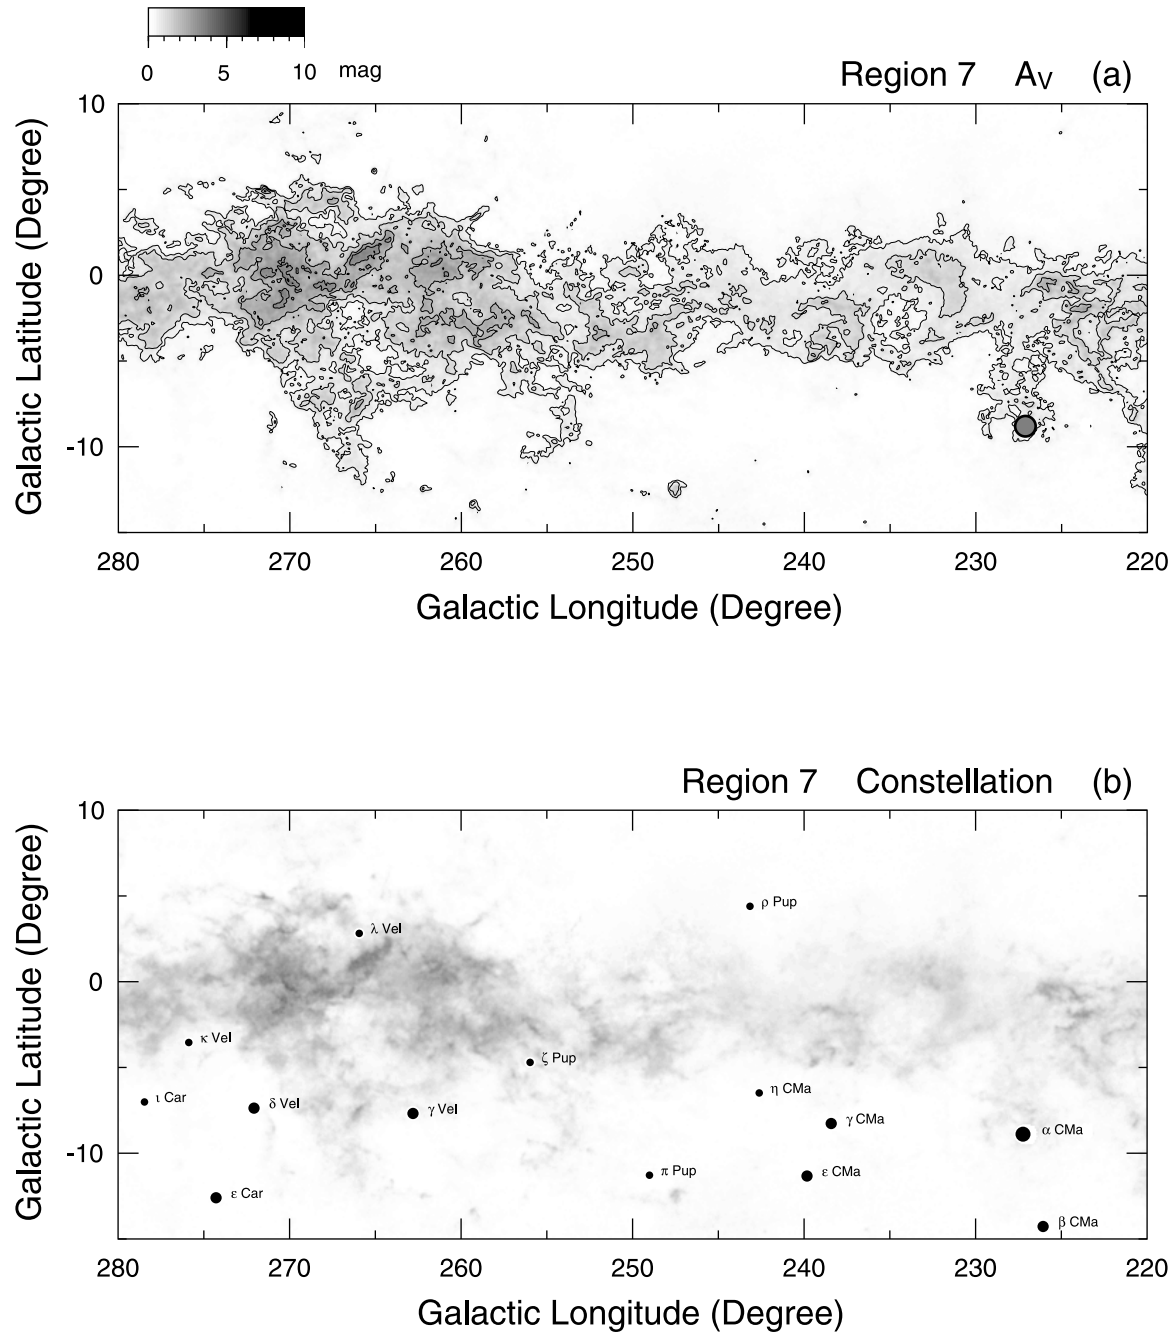 0 5 10 mag
Region 7 A_V (a)
10
0
-10
Galactic Latitude (Degree)
280 270 260 250 240 230 220
Galactic Longitude (Degree)
Region 7 Constellation (b)
10
0
-10
Galactic Latitude (Degree)
ρ Pup
λ Vel
κ Vel
ζ Pup
η CMa
ι Car
δ Vel
γ Vel
γ CMa
α CMa
π Pup
ε CMa
ε Car
β CMa
280 270 260 250 240 230 220
Galactic Longitude (Degree)